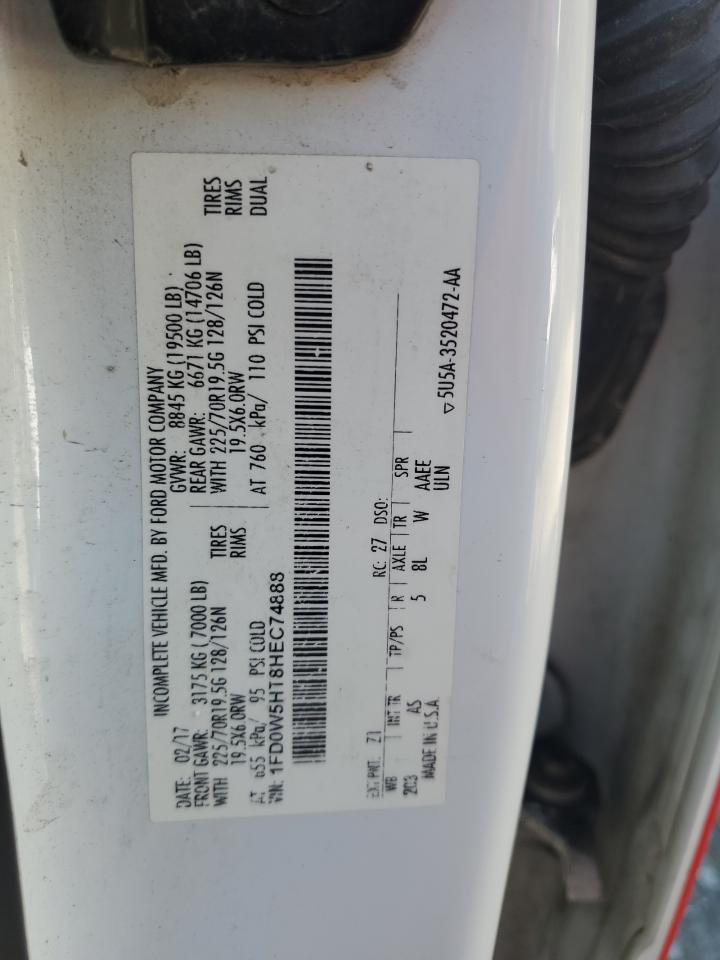 INCOMPLETE VEHICLE MFD. BY FORD MOTOR COMPANY
DATE: 02/17 GVWR: 8845 KG (19500 LB)
FRONT GAWR: 3175 KG ( 7000 LB) REAR GAWR: 6671 KG (14706 LB)
WITH 225/70R19.5G 128/126N TIRES WITH 225/70R19.5G 128/126N TIRES
19.5X6.0RW RIMS 19.5X6.0RW RIMS
AT 655 kPa/ 95 PSI COLD AT 760 kPa/ 110 PSI COLD DUAL
VIN: 1FD0W5HT8HEC74888
EXT PNT: Z1 RC: 27 DSO:
WB INT TR TP/PS R AXLE TR SPR
203 AS 5 8L W AAEE
MADE IN U.S.A. ULN
▽ 5U5A-3520472-AA